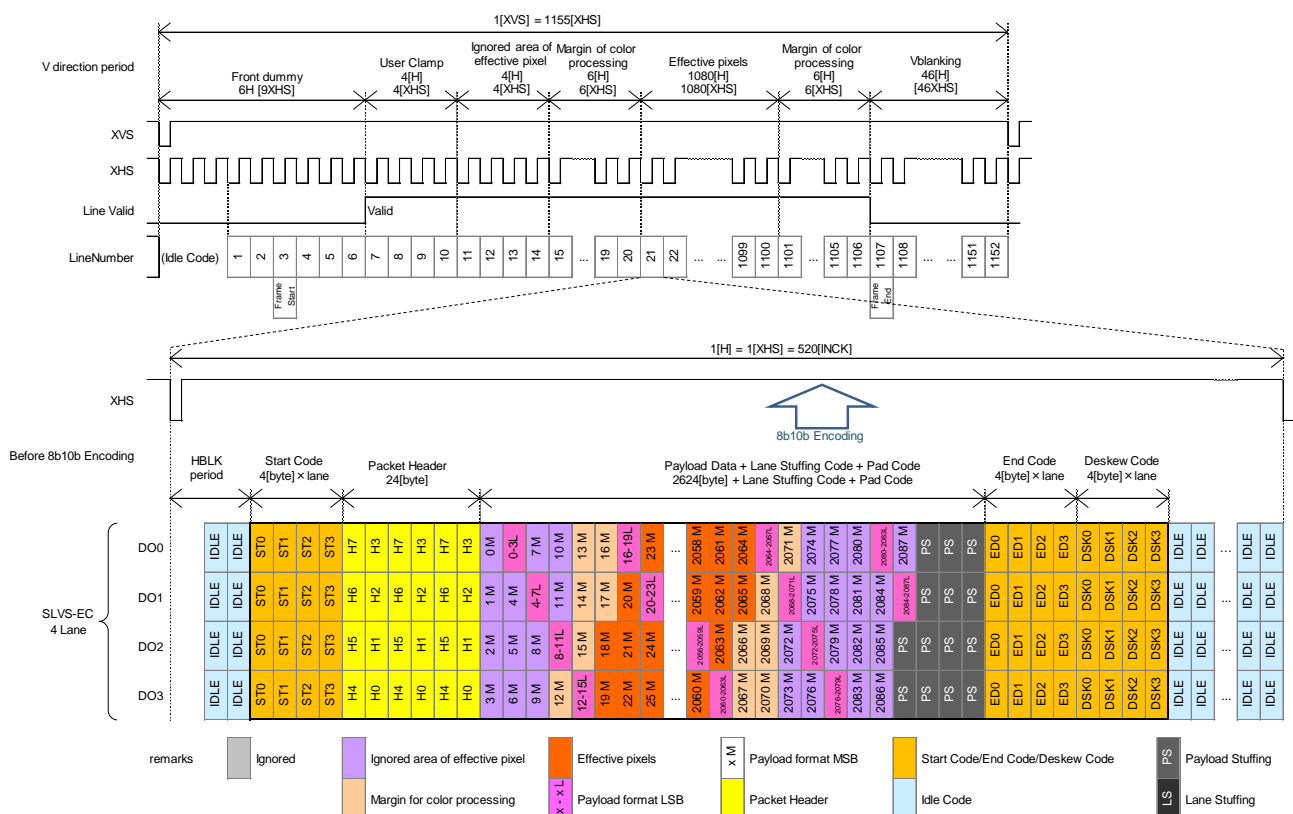 1[XVS] = 1155[XHS]
V direction period
Front dummy
6H [9XHS]
User Clamp
4[H]
4[XHS]
Ignored area of
effective pixel
4[H]
4[XHS]
Margin of color
processing
6[H]
6[XHS]
Effective pixels
1080[H]
1080[XHS]
Margin of color
processing
6[H]
6[XHS]
Vblanking
46[H]
[46XHS]
XVS
XHS
Line Valid
Valid
LineNumber
(Idle Code) 1 2 3 4 5 6 7 8 9 10 11 12 13 14 15 ... 19 20 21 22 ... ... 1099 1100 1101 ... 1105 1106 1107 1108 ... ... 1151 1152
Frame
Start
Frame
End
1[H] = 1[XHS] = 520[INCK]
XHS
8b10b Encoding
Before 8b10b Encoding
HBLK
period
Start Code
4[byte] × lane
Packet Header
24[byte]
Payload Data + Lane Stuffing Code + Pad Code
2624[byte] + Lane Stuffing Code + Pad Code
End Code
4[byte] × lane
Deskew Code
4[byte] × lane
SLVS-EC
4 Lane
DO0 IDLE IDLE ST0 ST1 ST2 ST3 H7 H3 H7 H3 H7 H3 0 M 0-3L 7 M 10 M 13 M 16 M 16-19L 23 M ... 2058 M 2061 M 2064 M 2064-2067L 2071 M 2074 M 2077 M 2080 M 2080-2083L 2087 M PS PS PS ED0 ED1 ED2 ED3 DSK0 DSK1 DSK2 DSK3 IDLE IDLE ... IDLE IDLE
DO1 IDLE IDLE ST0 ST1 ST2 ST3 H6 H2 H6 H2 H6 H2 1 M 4 M 4-7L 11 M 14 M 17 M 20 M 20-23L ... 2059 M 2062 M 2065 M 2068 M 2068-2071L 2075 M 2078 M 2081 M 2084 M 2084-2087L PS PS PS ED0 ED1 ED2 ED3 DSK0 DSK1 DSK2 DSK3 IDLE IDLE ... IDLE IDLE
DO2 IDLE IDLE ST0 ST1 ST2 ST3 H5 H1 H5 H1 H5 H1 2 M 5 M 8 M 8-11L 15 M 18 M 21 M 24 M ... 2056-2059L 2063 M 2066 M 2069 M 2072 M 2072-2075L 2079 M 2082 M 2085 M PS PS PS PS ED0 ED1 ED2 ED3 DSK0 DSK1 DSK2 DSK3 IDLE IDLE ... IDLE IDLE
DO3 IDLE IDLE ST0 ST1 ST2 ST3 H4 H0 H4 H0 H4 H0 3 M 6 M 9 M 12 M 12-15L 19 M 22 M 25 M ... 2060 M 2060-2063L 2067 M 2070 M 2073 M 2076 M 2076-2079L 2083 M 2086 M PS PS PS PS ED0 ED1 ED2 ED3 DSK0 DSK1 DSK2 DSK3 IDLE IDLE ... IDLE IDLE
remarks
Ignored
Ignored area of effective pixel
Effective pixels
x M Payload format MSB
Start Code/End Code/Deskew Code
PS Payload Stuffing
Margin for color processing
x - x L Payload format LSB
Packet Header
Idle Code
LS Lane Stuffing